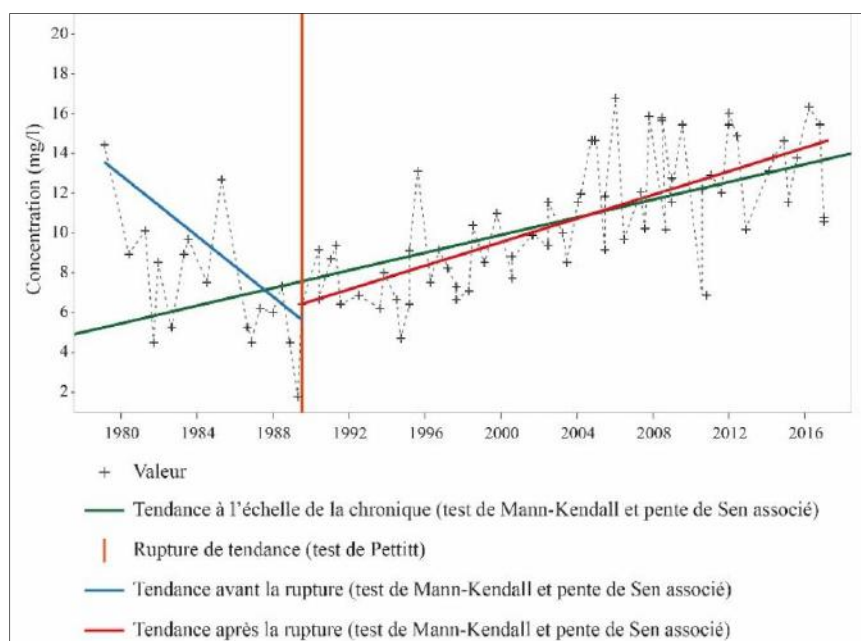 20
18
16
14
12
10
8
6
4
2
Concentration (mg/l)
1980 1984 1988 1992 1996 2000 2004 2008 2012 2016
+ Valeur
Tendance à l'échelle de la chronique (test de Mann-Kendall et pente de Sen associé)
Rupture de tendance (test de Pettitt)
Tendance avant la rupture (test de Mann-Kendall et pente de Sen associé)
Tendance après la rupture (test de Mann-Kendall et pente de Sen associé)